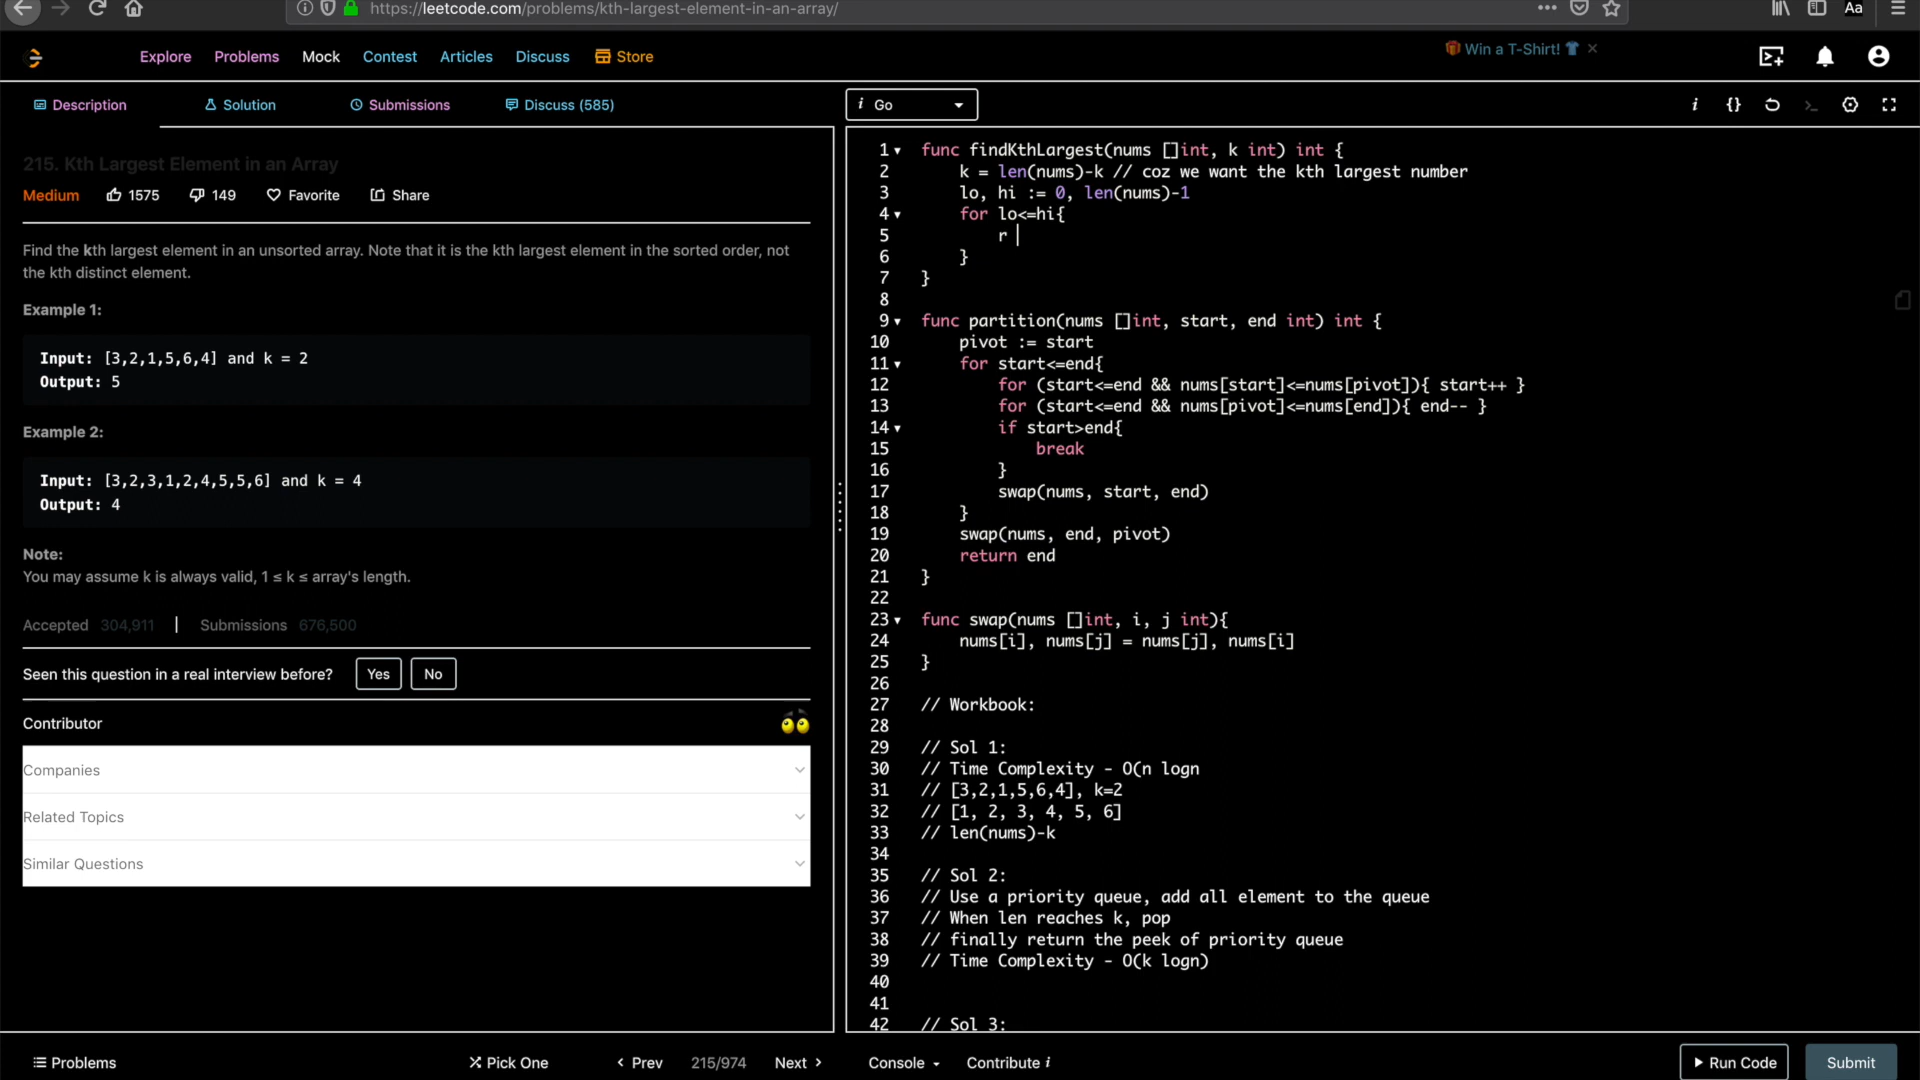 https://leetcode.com/problems/kth-largest-element-in-an-array/
Aa
Explore Problems Mock Contest Articles Discuss Store
Win a T-Shirt!
Description Solution Submissions Discuss (585)
215. Kth Largest Element in an Array
Medium 1575 149 Favorite Share
Find the kth largest element in an unsorted array. Note that it is the kth largest element in the sorted order, not
the kth distinct element.
Example 1:
Input: [3,2,1,5,6,4] and k = 2
Output: 5
Example 2:
Input: [3,2,3,1,2,4,5,5,6] and k = 4
Output: 4
Note:
You may assume k is always valid, 1 ≤ k ≤ array's length.
Accepted 304,911 | Submissions 676,500
Seen this question in a real interview before? Yes No
Contributor
Companies
Related Topics
Similar Questions
Problems
Pick One
Prev 215/974 Next
i Go
i {}
1 func findKthLargest(nums []int, k int) int {
2 k = len(nums)-k // coz we want the kth largest number
3 lo, hi := 0, len(nums)-1
4 for lo<=hi{
5 r
6 }
7 }
8
9 func partition(nums []int, start, end int) int {
10 pivot := start
11 for start<=end{
12 for (start<=end && nums[start]<=nums[pivot]){ start++ }
13 for (start<=end && nums[pivot]<=nums[end]){ end-- }
14 if start>end{
15 break
16 }
17 swap(nums, start, end)
18 }
19 swap(nums, end, pivot)
20 return end
21 }
22
23 func swap(nums []int, i, j int){
24 nums[i], nums[j] = nums[j], nums[i]
25 }
26
27 // Workbook:
28
29 // Sol 1:
30 // Time Complexity - O(n logn
31 // [3,2,1,5,6,4], k=2
32 // [1, 2, 3, 4, 5, 6]
33 // len(nums)-k
34
35 // Sol 2:
36 // Use a priority queue, add all element to the queue
37 // When len reaches k, pop
38 // finally return the peek of priority queue
39 // Time Complexity - O(k logn)
40
41
42 // Sol 3:
Console Contribute i
Run Code Submit